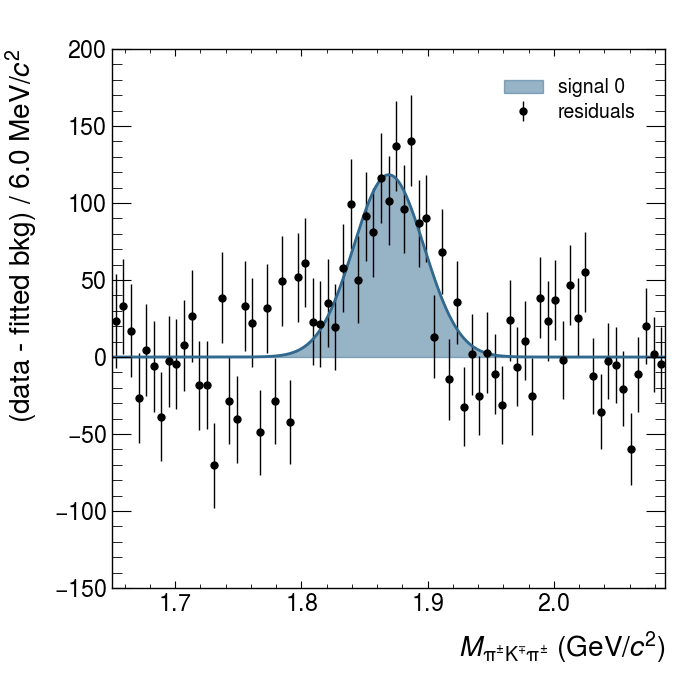 (data - fitted bkg) / 6.0 MeV/c²
200
150
100
50
0
−50
−100
−150
signal 0
residuals
1.7 1.8 1.9 2.0
M_π±K∓π± (GeV/c²)